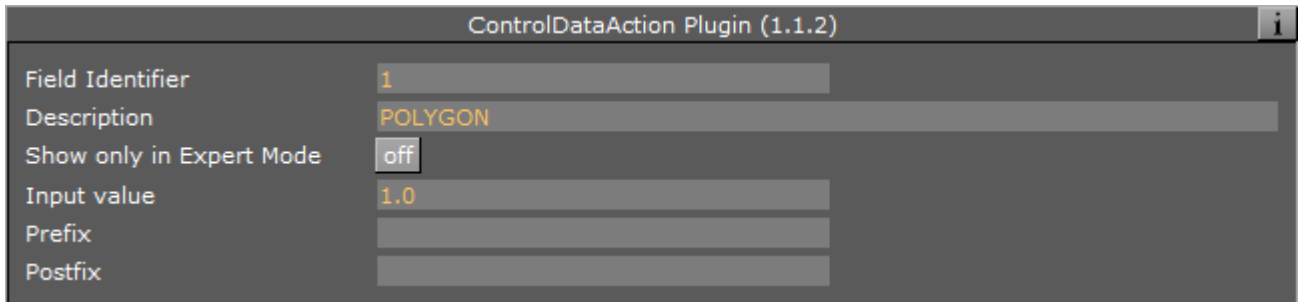 ControlDataAction Plugin (1.1.2) i
Field Identifier 1
Description POLYGON
Show only in Expert Mode off
Input value 1.0
Prefix
Postfix